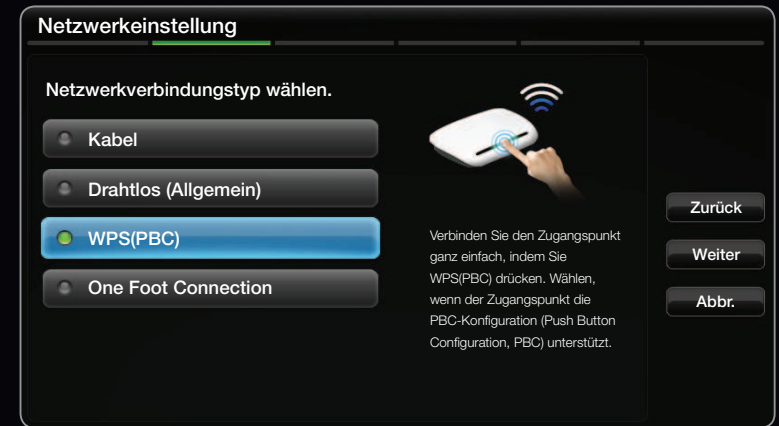 Netzwerkeinstellung
Netzwerkverbindungstyp wählen.
Kabel
Drahtlos (Allgemein)
WPS(PBC)
One Foot Connection
Verbinden Sie den Zugangspunkt
ganz einfach, indem Sie
WPS(PBC) drücken. Wählen,
wenn der Zugangspunkt die
PBC-Konfiguration (Push Button
Configuration, PBC) unterstützt.
Zurück
Weiter
Abbr.